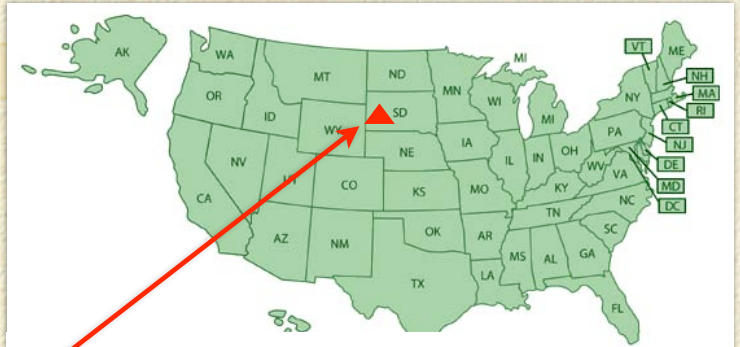 AK
WA
MT
ND
MN
MI
VT
ME
NH
MA
RI
CT
NJ
DE
MD
DC
OR
ID
WY
SD
WI
MI
NY
PA
NV
UT
CO
NE
IA
IL
IN
OH
WV
VA
CA
KS
MO
KY
NC
AZ
NM
OK
AR
TN
SC
TX
LA
MS
AL
GA
FL